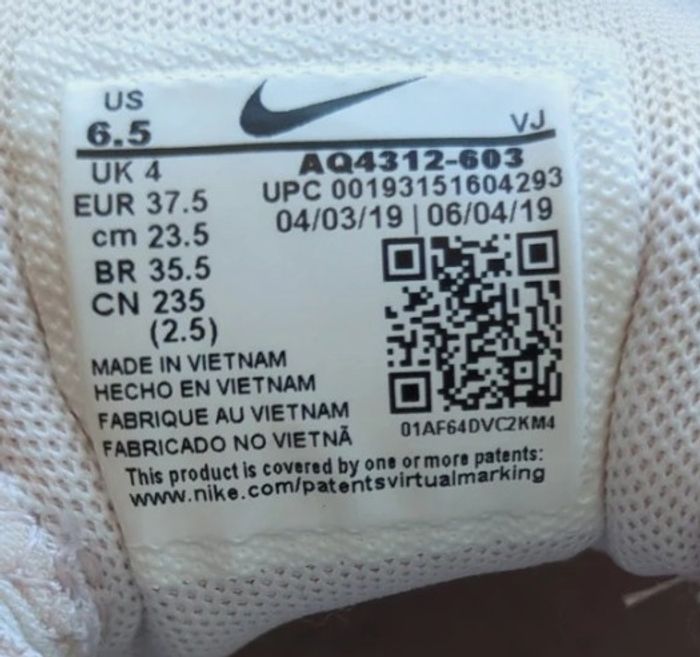 US
6.5
VJ
UK 4
AQ4312-603
EUR 37.5
UPC 00193151604293
cm 23.5
04/03/19 | 06/04/19
BR 35.5
CN 235
(2.5)
MADE IN VIETNAM
HECHO EN VIETNAM
FABRIQUE AU VIETNAM
FABRICADO NO VIETNÃ
01AF64DVC2KM4
This product is covered by one or more patents:
www.nike.com/patentsvirtualmarking